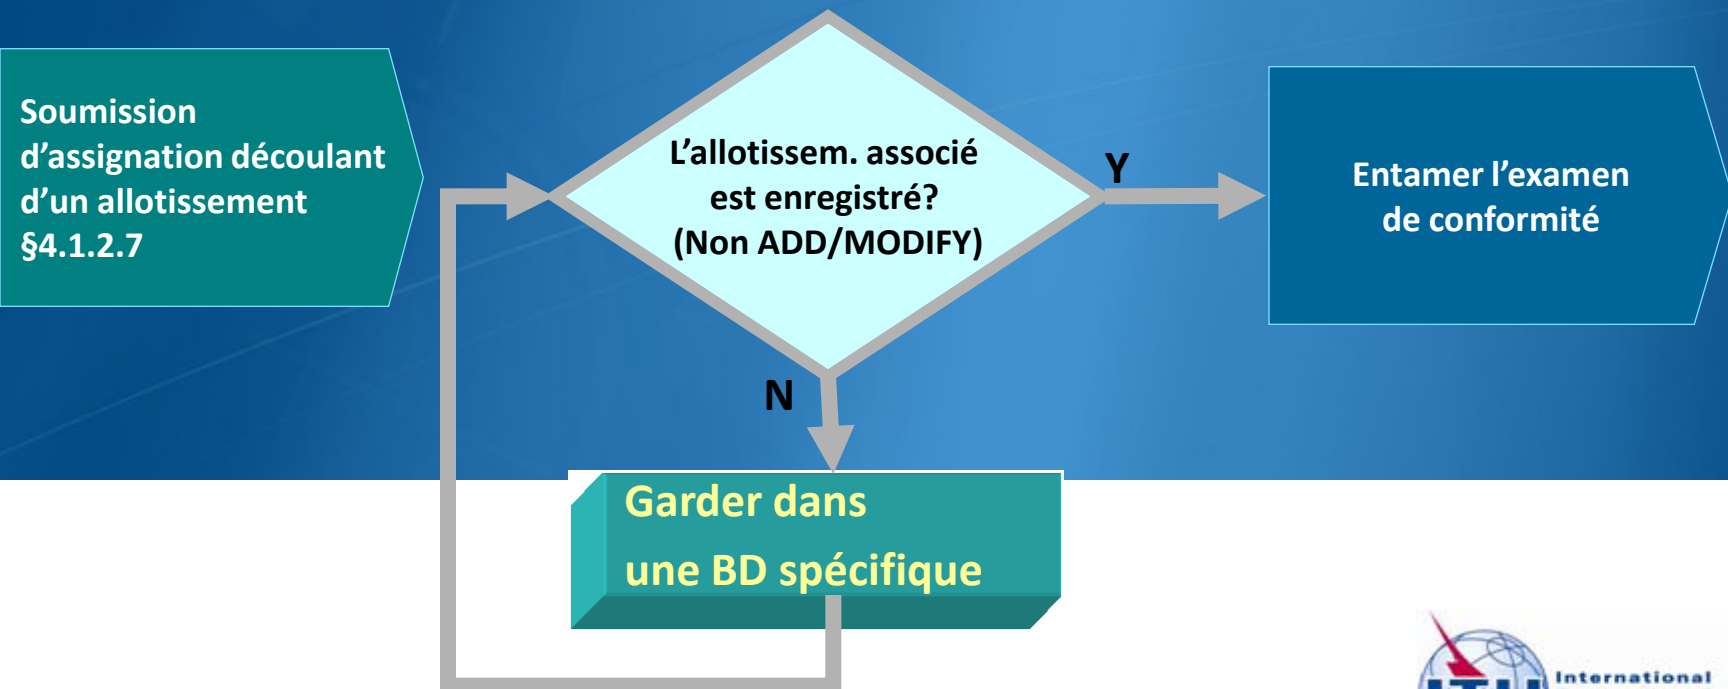 Soumission
d'assignation découlant
d'un allotissement
§4.1.2.7
L'allotissem. associé
est enregistré?
(Non ADD/MODIFY)
Y
Entamer l'examen
de conformité
N
Garder dans
une BD spécifique
International